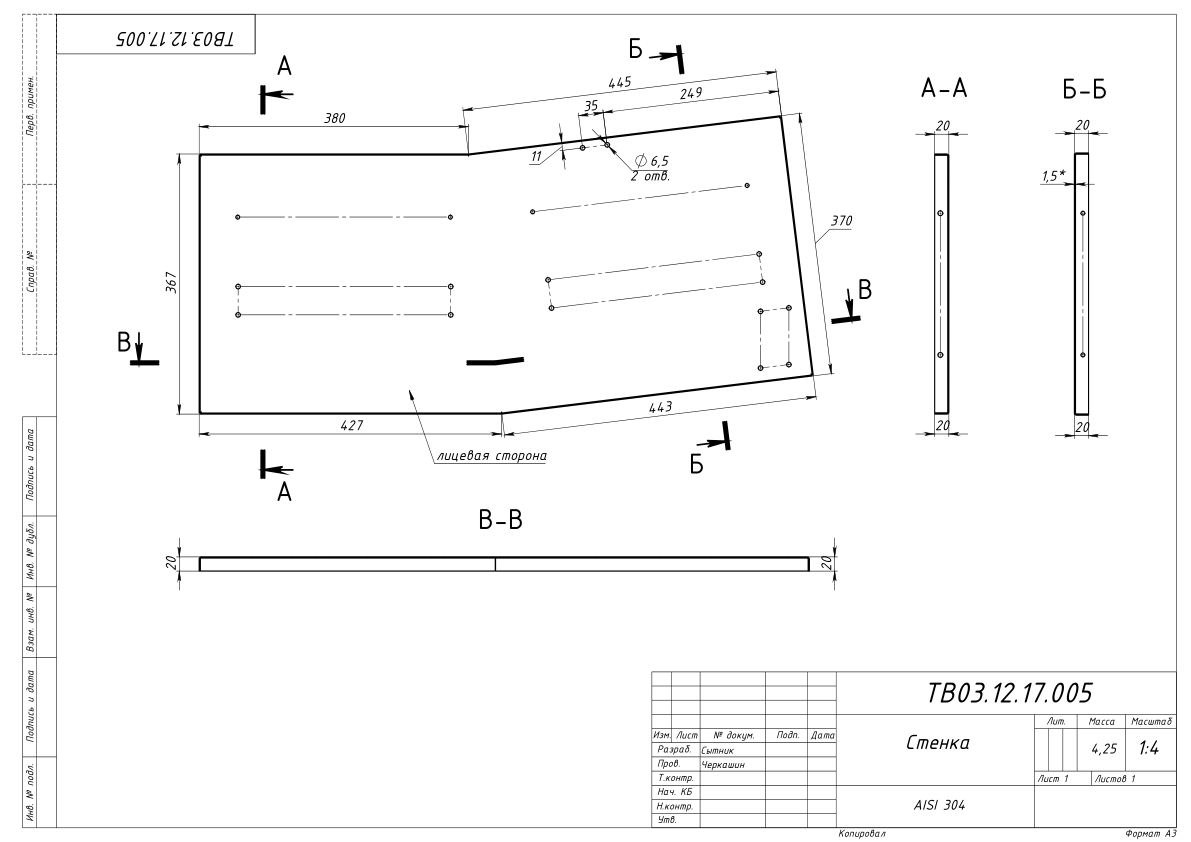 ТВ03.12.17.005
Перв. примен.
Справ. №
Подпись и дата
Инв. № дубл.
Взам. инв. №
Подпись и дата
Инв. № подл.
А
Б
445
249
35
380
11
∅ 6,5
2 отв.
370
367
В
В
427
443
лицевая сторона
А
Б
А-А
20
20
Б-Б
20
1,5*
20
В-В
20
20
ТВ03.12.17.005
Стенка
Лит. Масса Масштаб
4,25 1:4
Лист 1 Листов 1
AISI 304
Изм. Лист № докум. Подп. Дата
Разраб. Сытник
Пров. Черкашин
Т.контр.
Нач. КБ
Н.контр.
Утв.
Копировал Формат А3